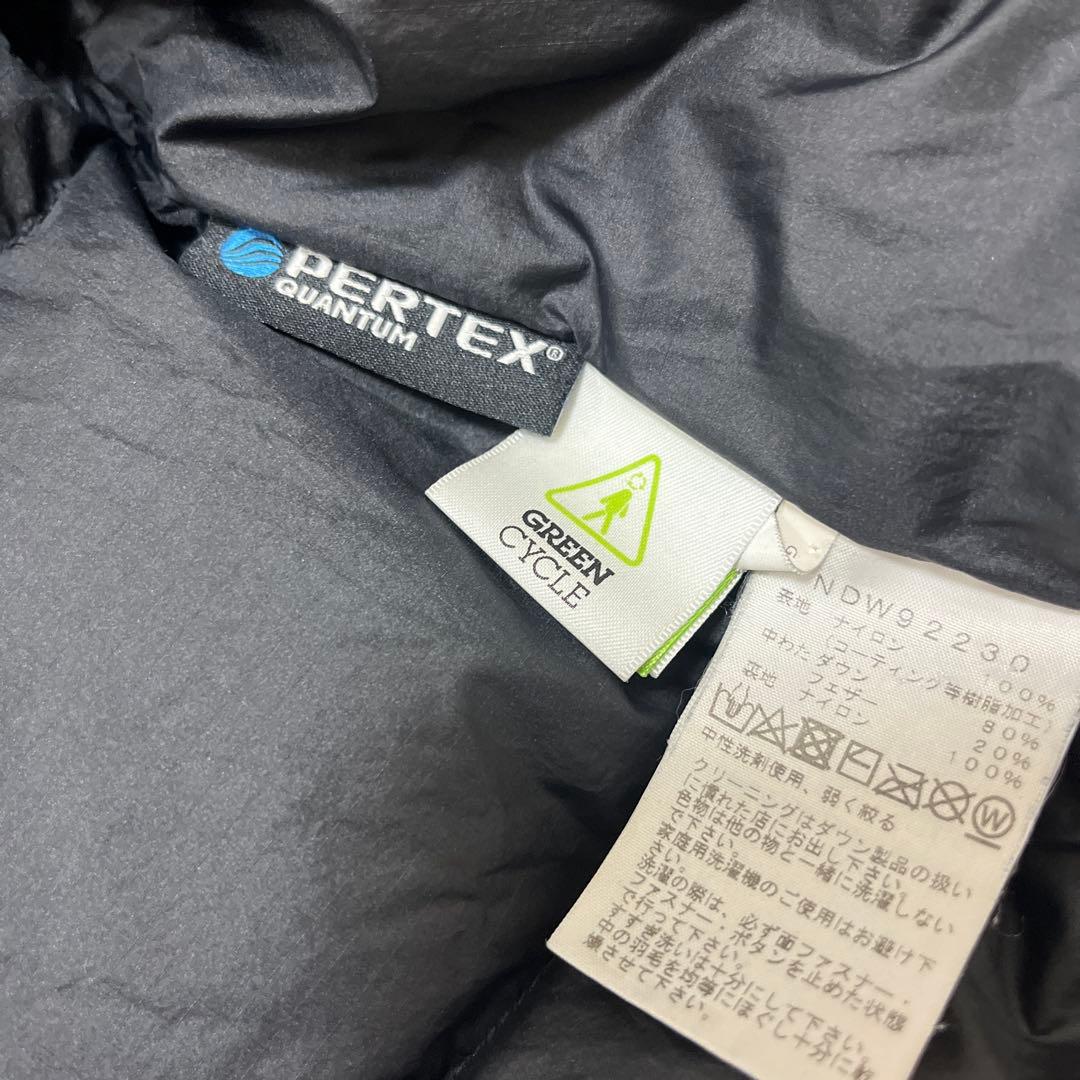 PERTEX®
QUANTUM
GREEN
CYCLE
NDW92230
表地 ナイロン 100%
(コーティング等樹脂加工)
中わた ダウン 80%
フェザー 20%
裏地 ナイロン 100%
W
中性洗剤使用、弱く絞る
クリーニングはダウン製品の扱い
に慣れた店にお出し下さい。
色物は他の物と一緒に洗濯しない
で下さい。
家庭用洗濯機のご使用はお避け下
さい。
洗濯の際は、必ず面ファスナー・
ファスナー・ボタンを止めた状態
で行って下さい。
すすぎ洗いは十分にして下さい。
中の羽毛を均等にほぐし十分に乾
燥させて下さい。